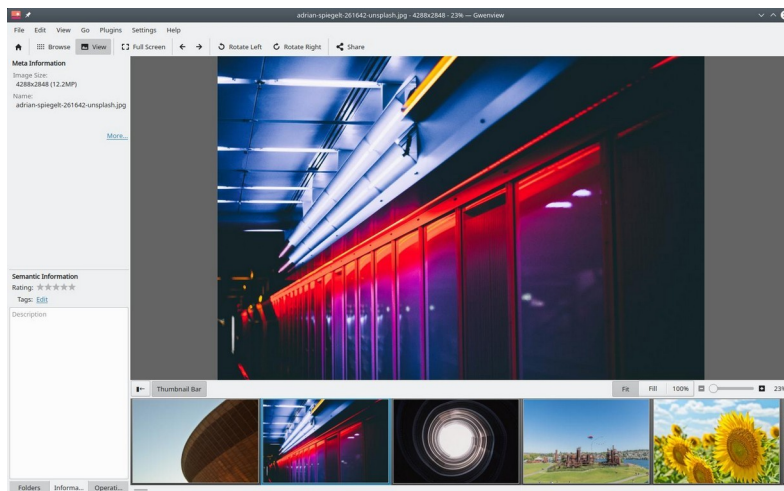 adrian-spiegelt-261642-unsplash.jpg - 4288x2848 - 23% — Gwenview
File Edit View Go Plugins Settings Help
Browse View Full Screen Rotate Left Rotate Right Share
Meta Information
Image Size:
4288x2848 (12.2MP)
Name:
adrian-spiegelt-261642-unsplash.jpg
More...
Semantic Information
Rating:
Tags: Edit
Description
Thumbnail Bar Fit Fill 100% 23%
Folders Informa... Operati...